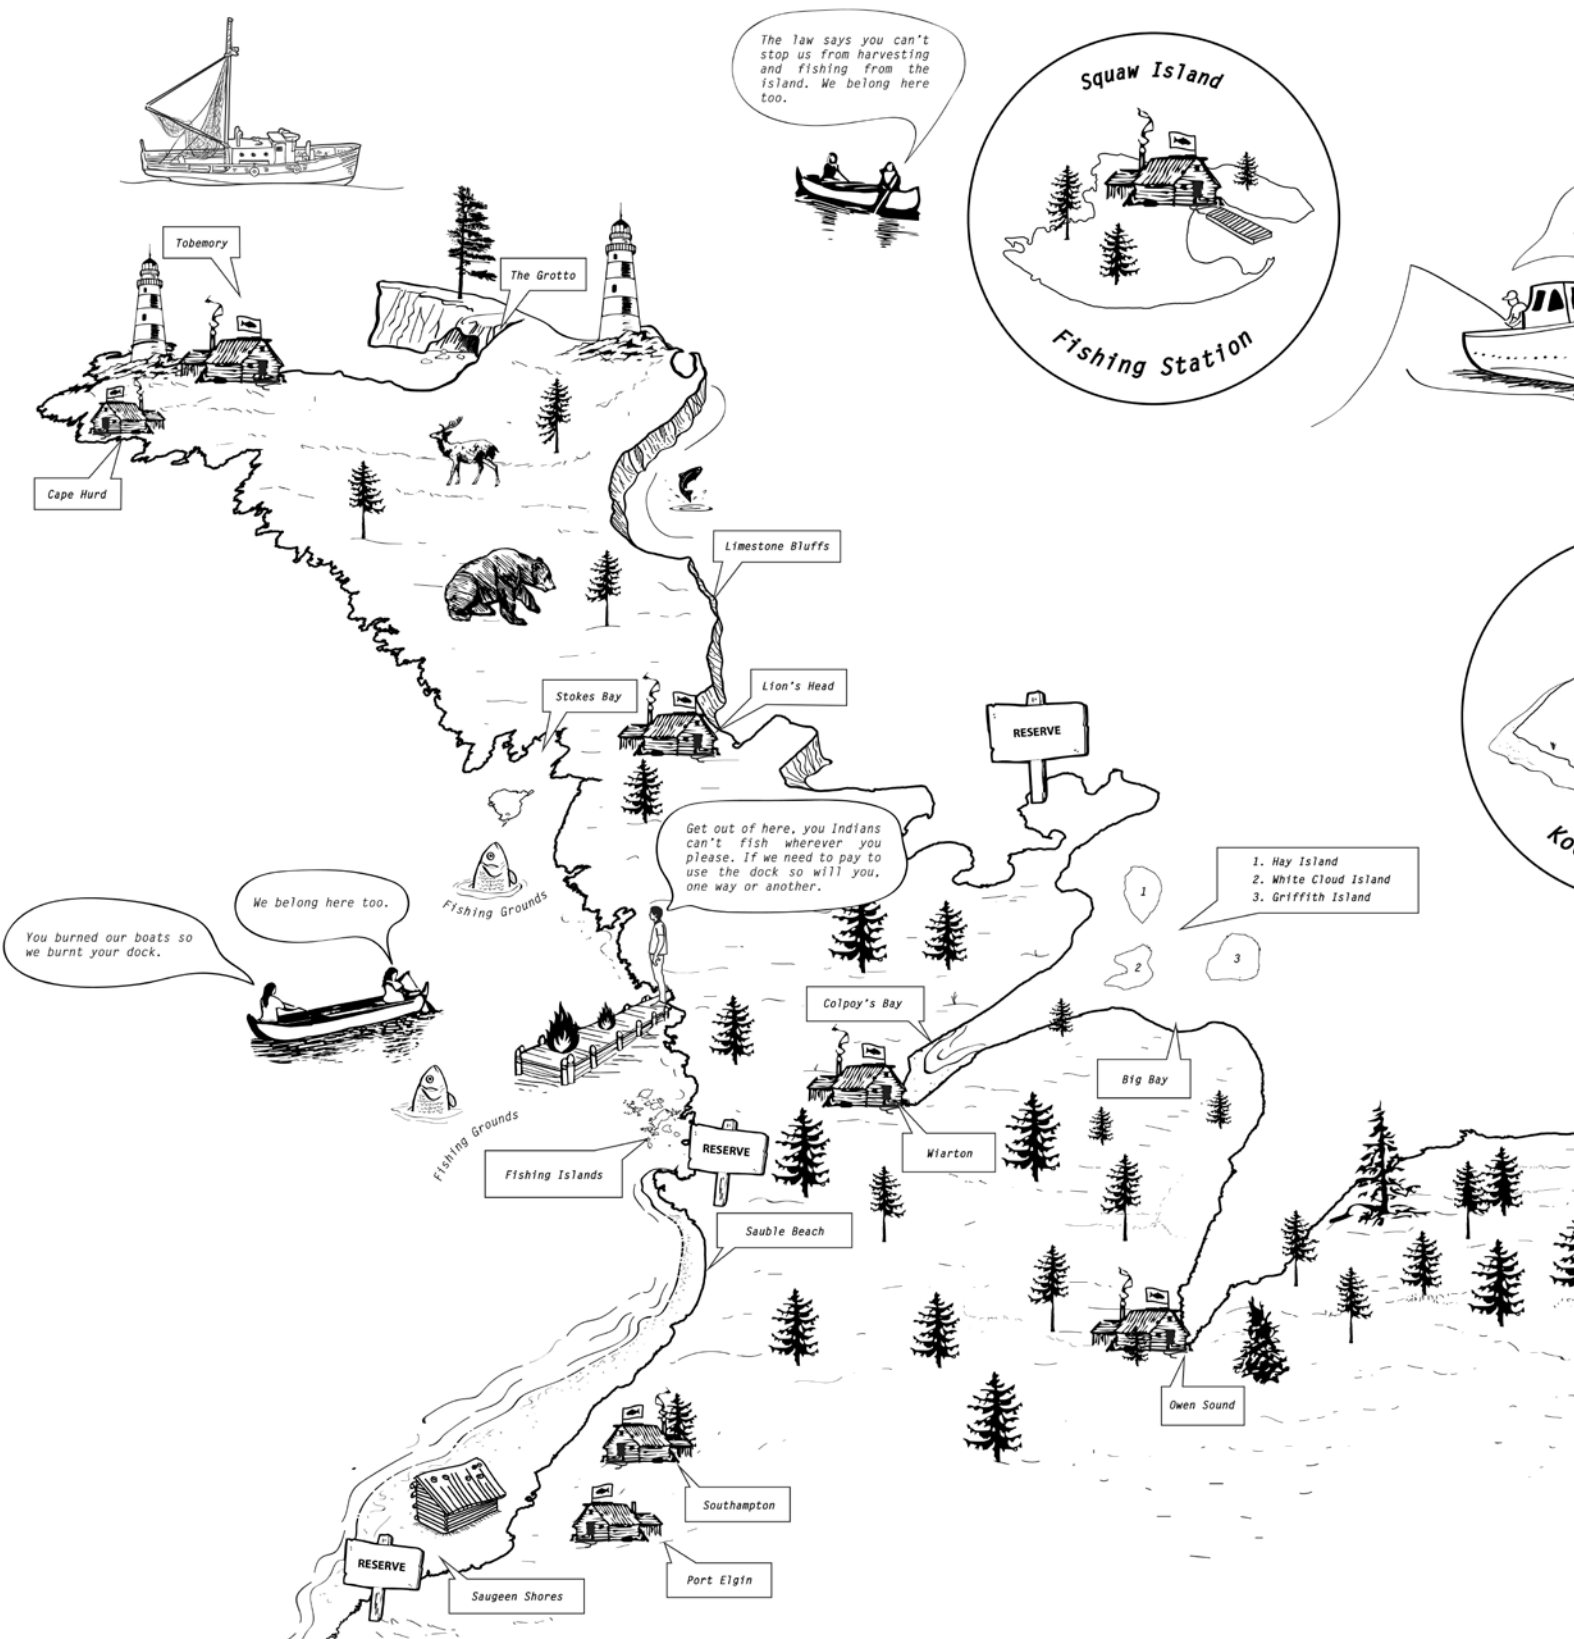 The law says you can't
stop us from harvesting
and fishing from the
island. We belong here
too.
Squaw Island
Fishing Station
Tobemory
The Grotto
Cape Hurd
Limestone Bluffs
Stokes Bay
Lion's Head
RESERVE
Get out of here, you Indians
can't fish wherever you
please. If we need to pay to
use the dock so will you,
one way or another.
1. Hay Island
2. White Cloud Island
3. Griffith Island
1
2
3
Fishing Grounds
We belong here too.
You burned our boats so
we burnt your dock.
Colpoy's Bay
Big Bay
Wiarton
Fishing Grounds
Fishing Islands
RESERVE
Sauble Beach
Owen Sound
Southampton
Port Elgin
RESERVE
Saugeen Shores